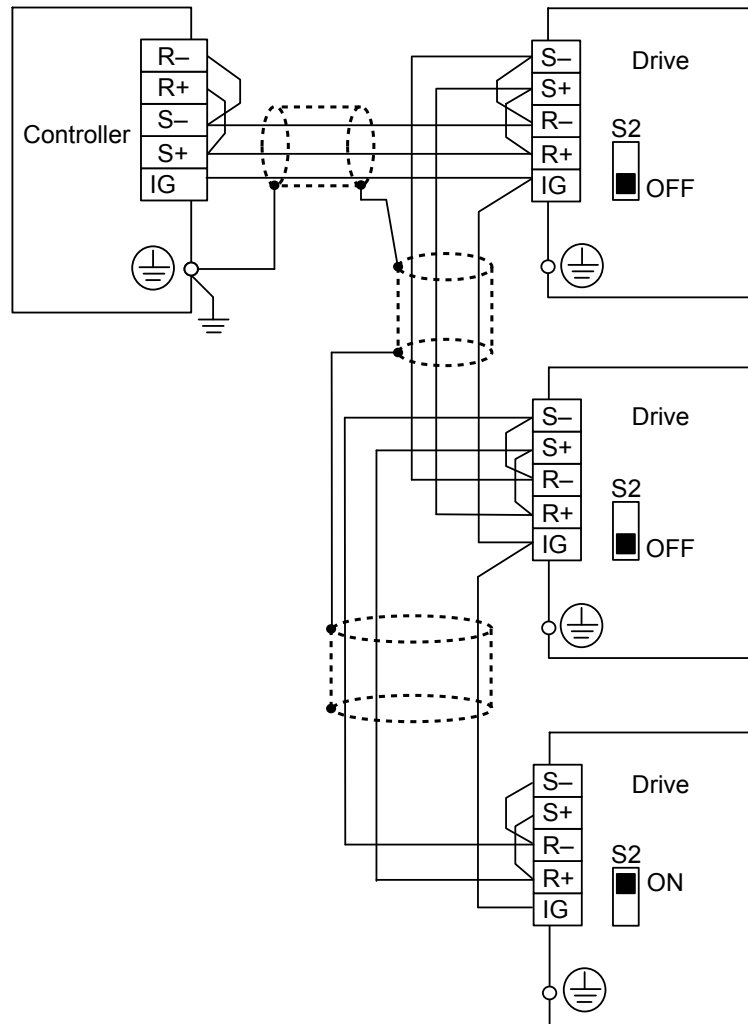 Controller
R–
R+
S–
S+
IG
S–
S+
R–
R+
IG
Drive
S2
OFF
S–
S+
R–
R+
IG
Drive
S2
OFF
S–
S+
R–
R+
IG
Drive
S2
ON